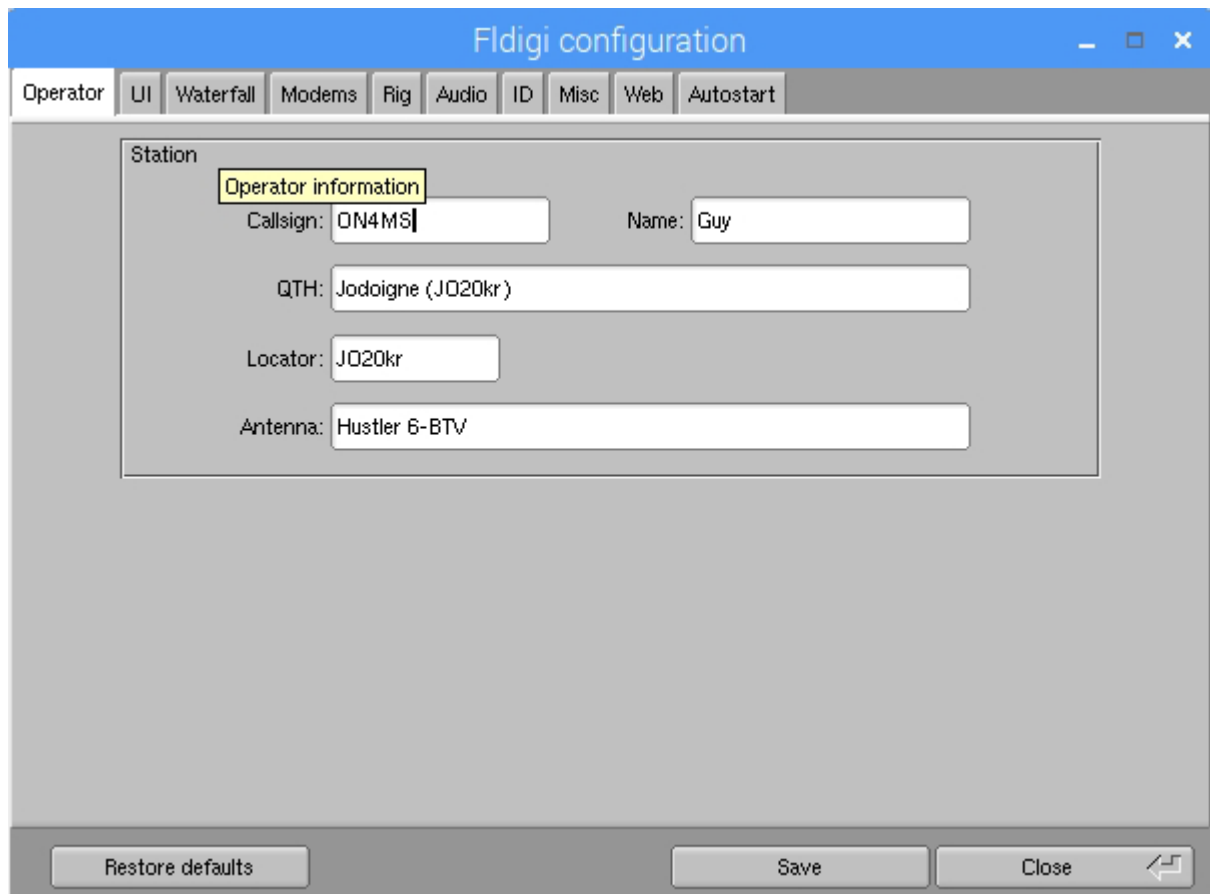 Fldigi configuration
Operator UI Waterfall Modems Rig Audio ID Misc Web Autostart
Station
Operator information
Callsign: ON4MS Name: Guy
QTH: Jodoigne (JO20kr)
Locator: JO20kr
Antenna: Hustler 6-BTV
Restore defaults Save Close